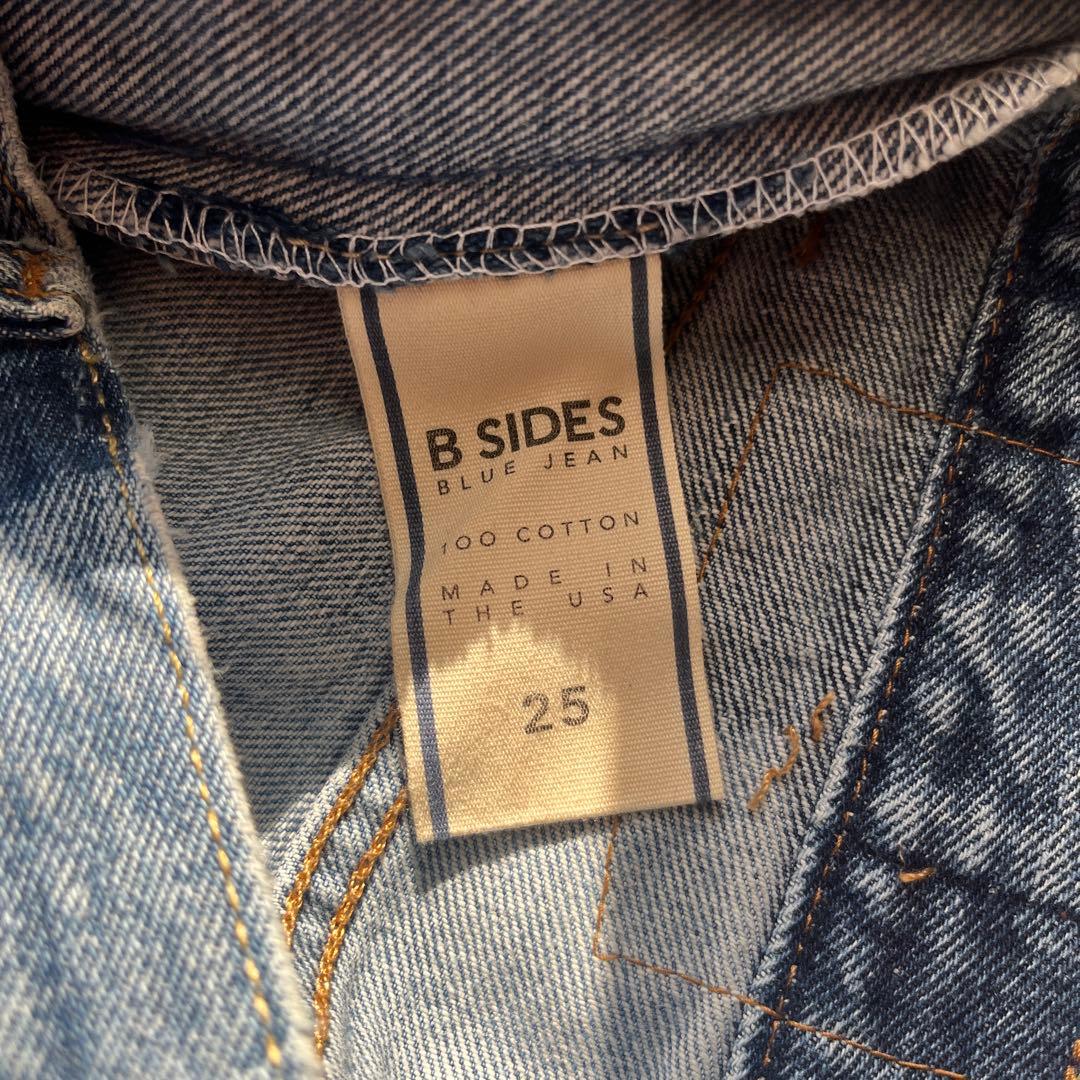 B SIDES
BLUE JEAN
100 COTTON
MADE IN
THE USA
25